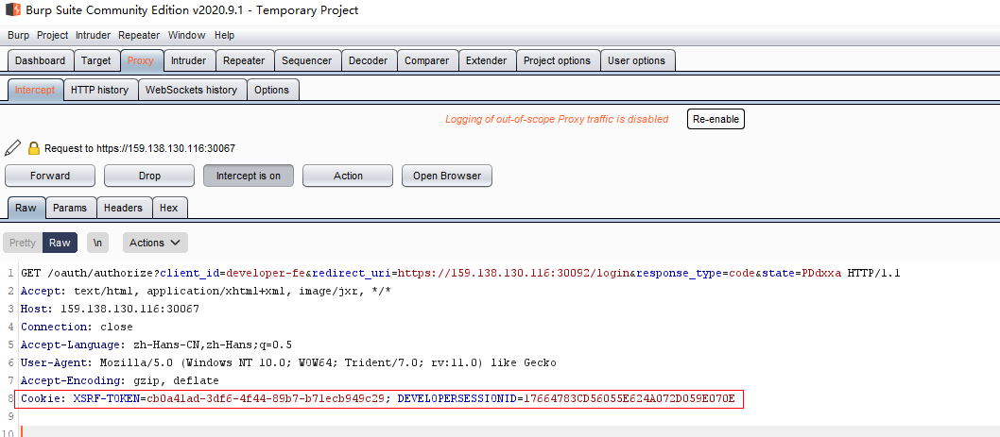 Burp Suite Community Edition v2020.9.1 - Temporary Project
Burp Project Intruder Repeater Window Help
Dashboard Target Proxy Intruder Repeater Sequencer Decoder Comparer Extender Project options User options
Intercept HTTP history WebSockets history Options
Logging of out-of-scope Proxy traffic is disabled Re-enable
Request to https://159.138.130.116:30067
Forward Drop Intercept is on Action Open Browser
Raw Params Headers Hex
Pretty Raw \n Actions
1 GET /oauth/authorize?client_id=developer-fe&redirect_uri=https://159.138.130.116:30092/login&response_type=code&state=PDdxxa HTTP/1.1
2 Accept: text/html, application/xhtml+xml, image/jxr, */*
3 Host: 159.138.130.116:30067
4 Connection: close
5 Accept-Language: zh-Hans-CN,zh-Hans;q=0.5
6 User-Agent: Mozilla/5.0 (Windows NT 10.0; WOW64; Trident/7.0; rv:11.0) like Gecko
7 Accept-Encoding: gzip, deflate
8 Cookie: XSRF-TOKEN=cb0a41ad-3df6-4f44-89b7-b71ecb949c29; DEVELOPERSESSIONID=17664783CD56055E624A072D059E070E
9
10